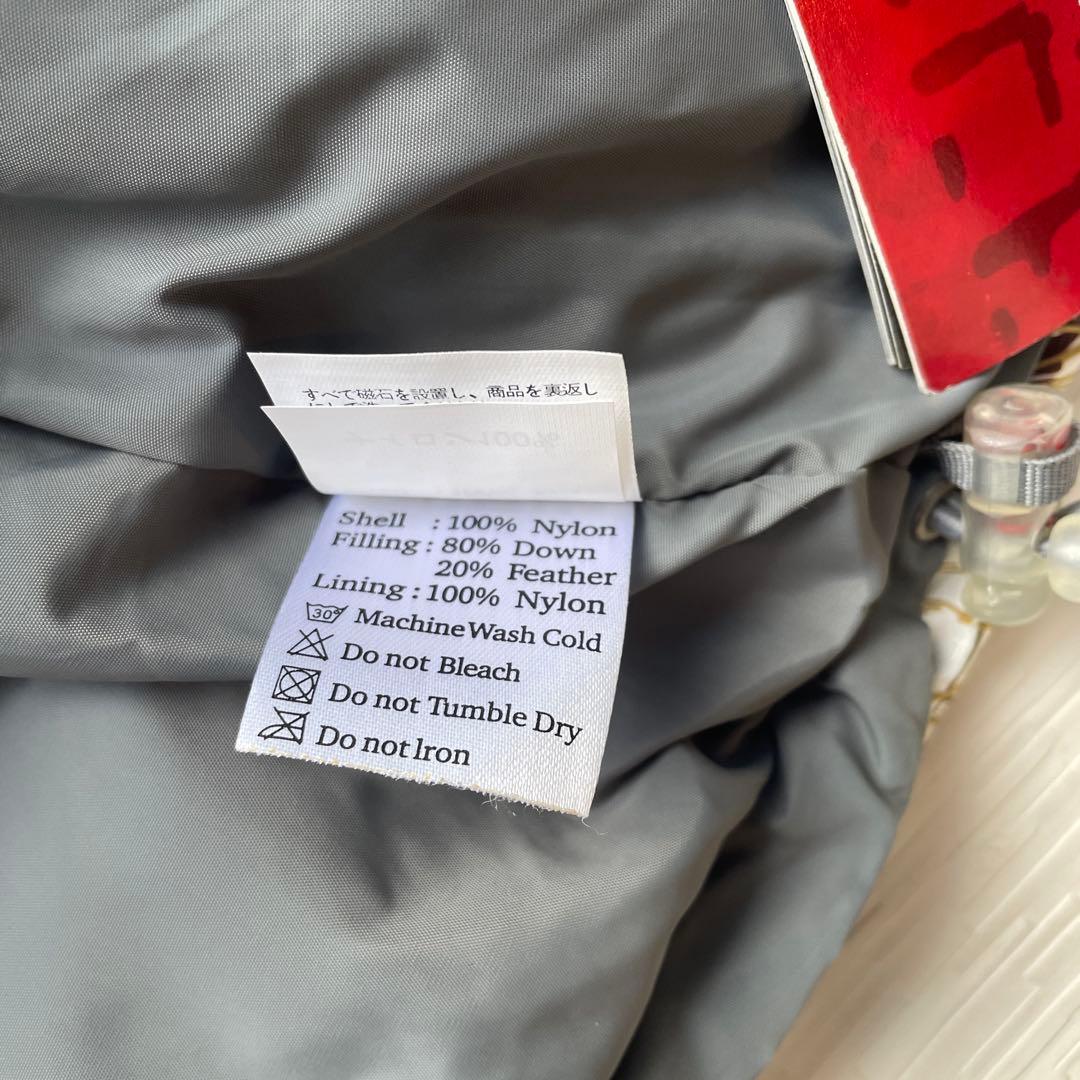 すべて磁石を設置し、商品を裏返し
Shell : 100% Nylon
Filling : 80% Down
20% Feather
Lining : 100% Nylon
30° Machine Wash Cold
Do not Bleach
Do not Tumble Dry
Do not Iron